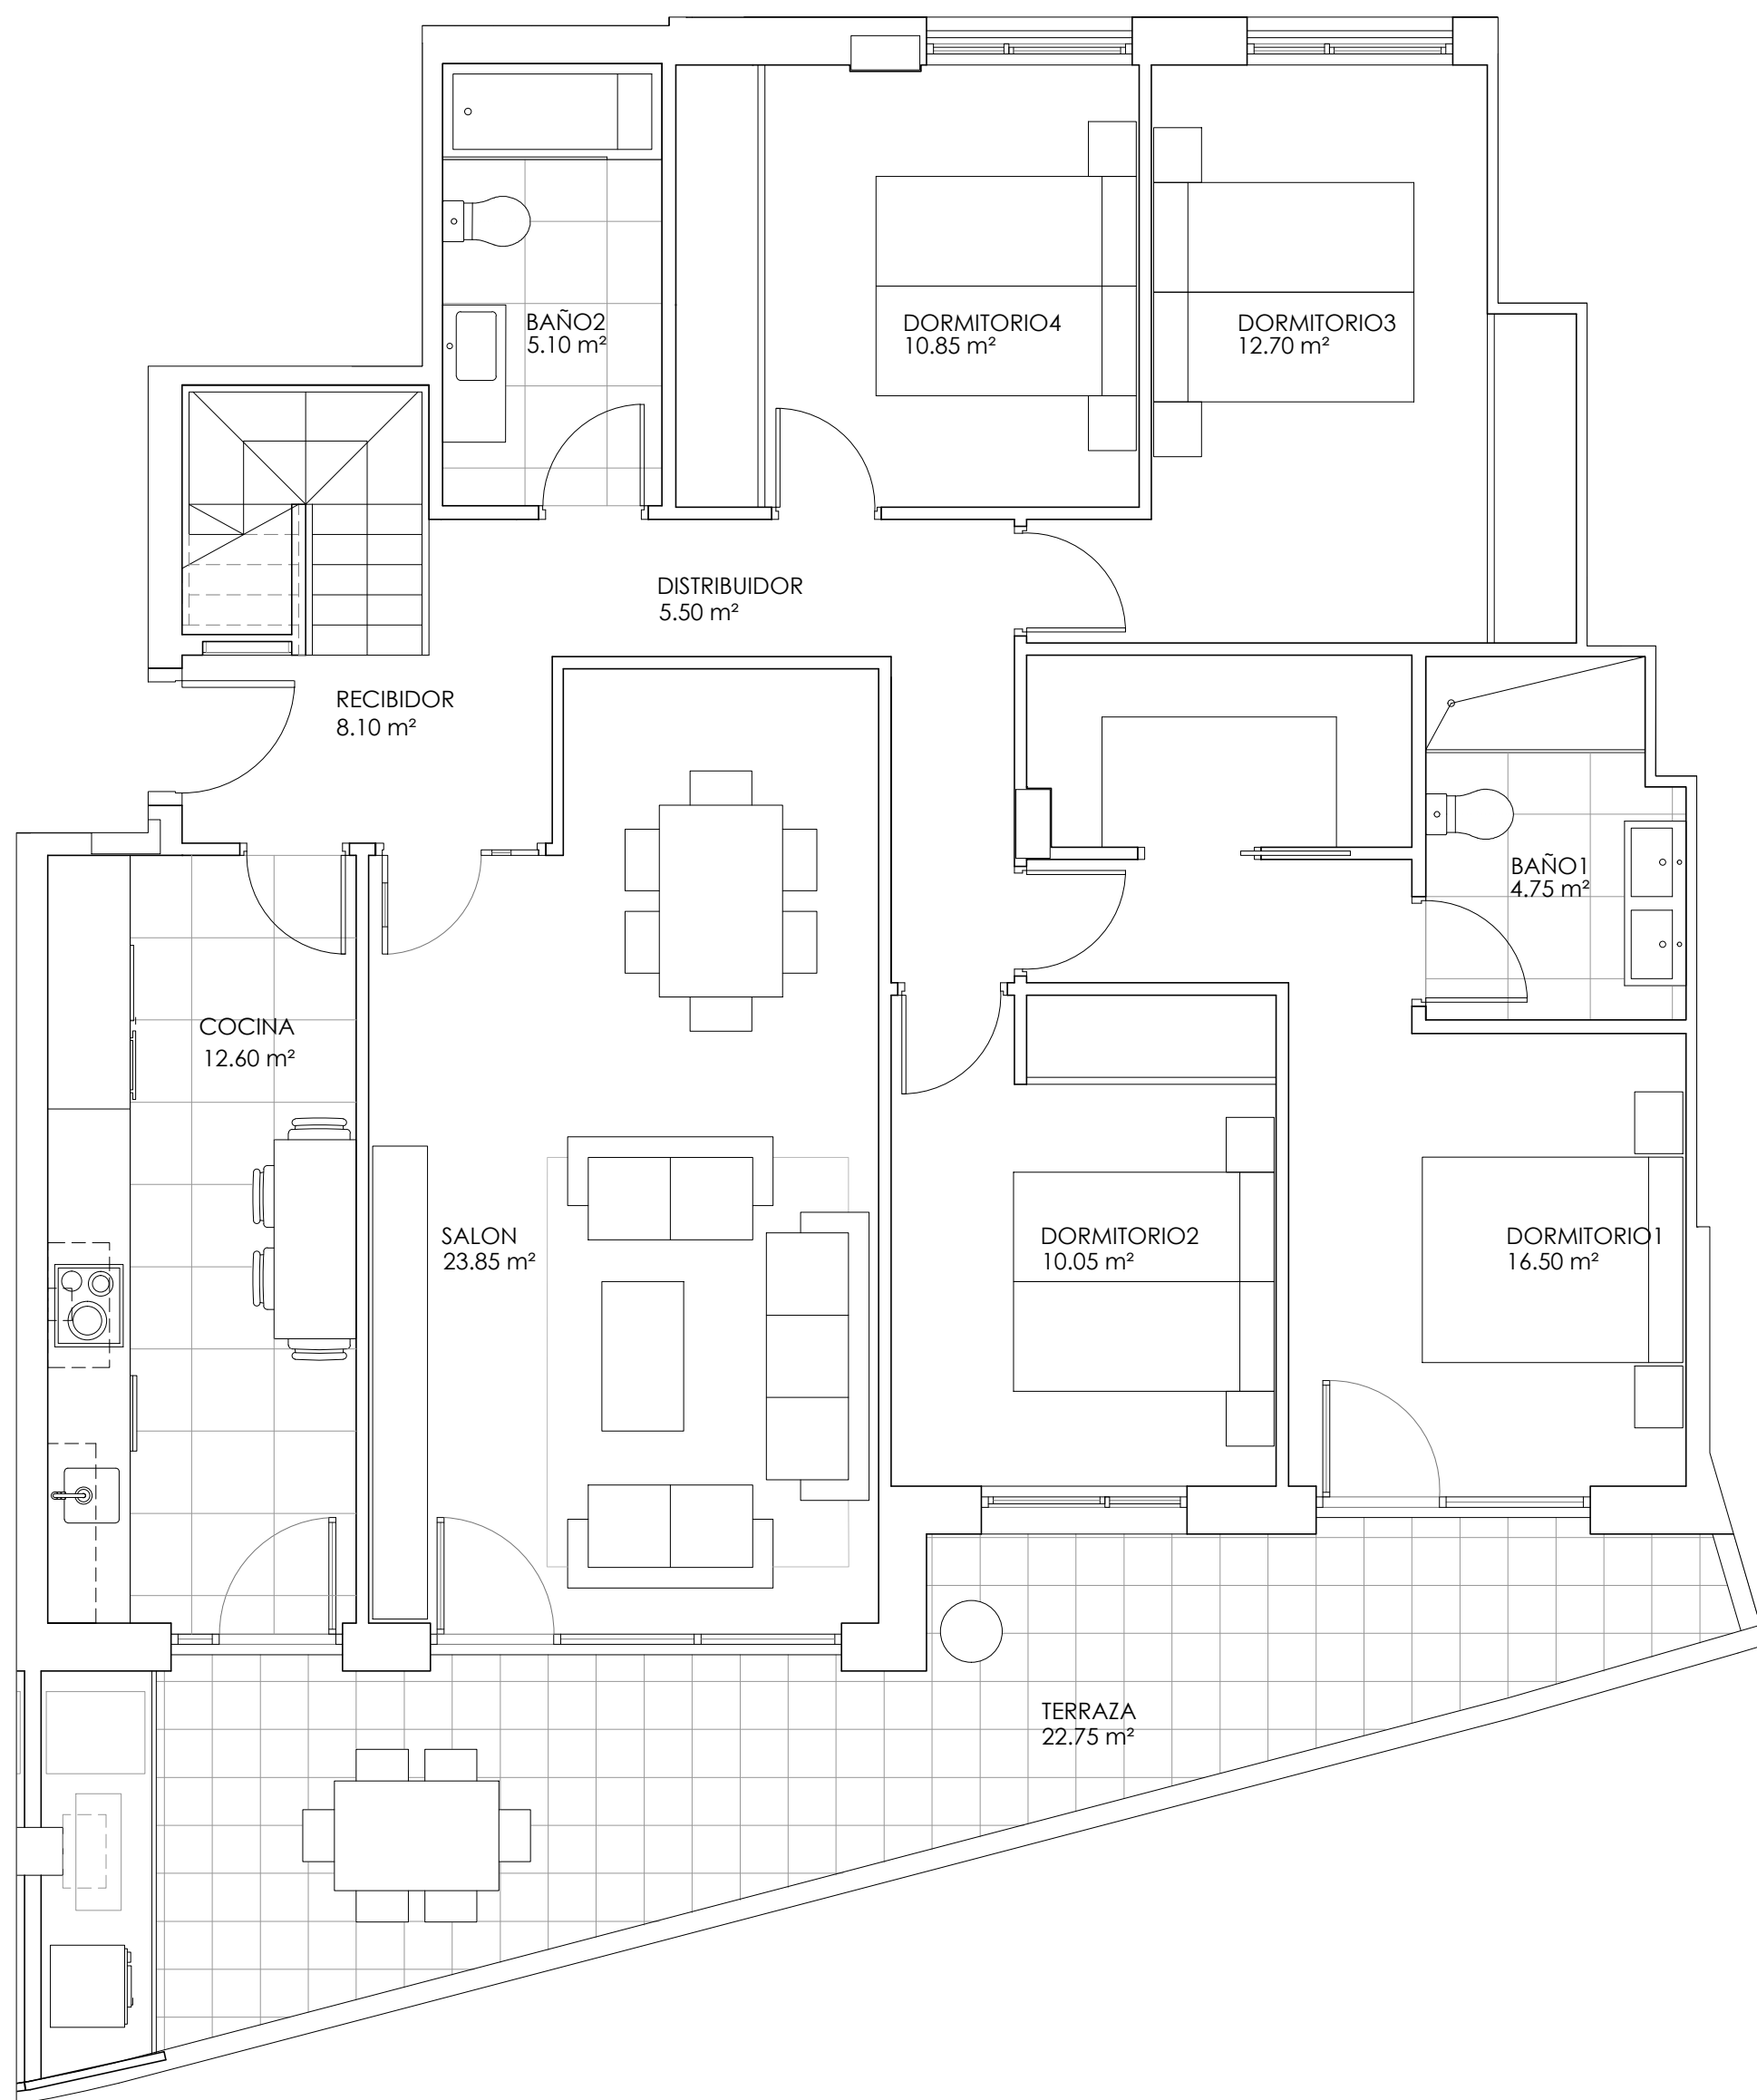 BAÑO2
5.10 m²
DORMITORIO4
10.85 m²
DORMITORIO3
12.70 m²
DISTRIBUIDOR
5.50 m²
RECIBIDOR
8.10 m²
BAÑO1
4.75 m²
COCINA
12.60 m²
SALON
23.85 m²
DORMITORIO2
10.05 m²
DORMITORIO1
16.50 m²
TERRAZA
22.75 m²